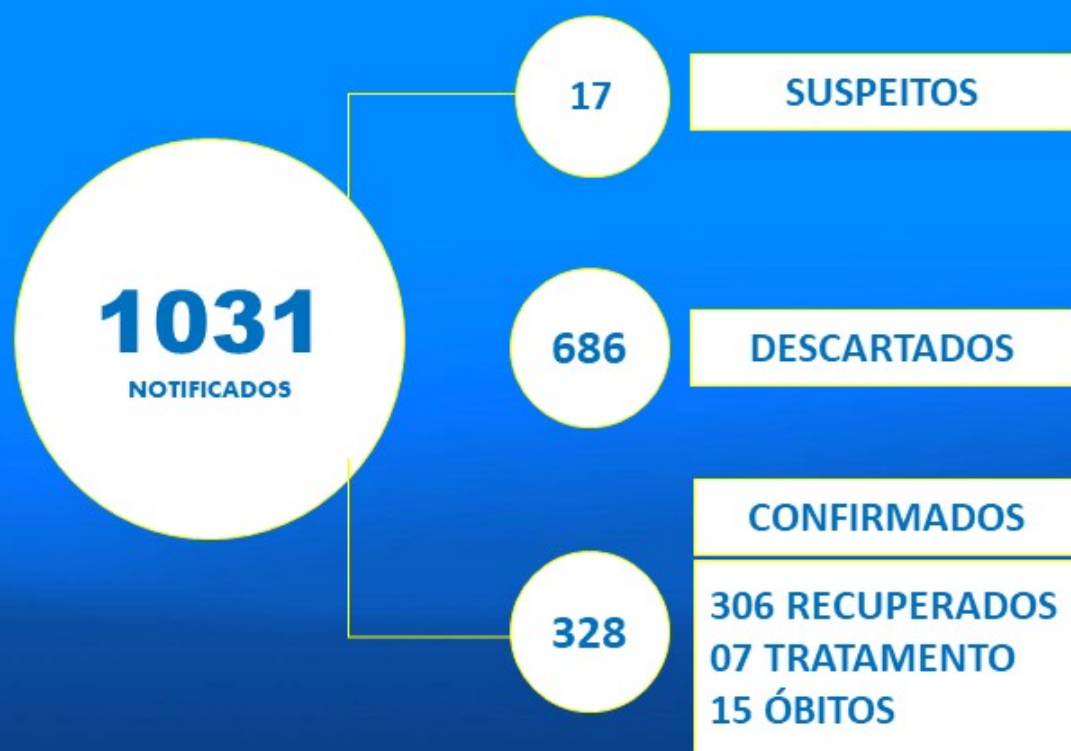 1031
NOTIFICADOS
17
SUSPEITOS
686
DESCARTADOS
328
CONFIRMADOS
306 RECUPERADOS
07 TRATAMENTO
15 ÓBITOS